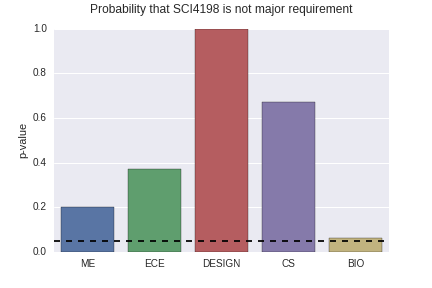 Probability that SCI4198 is not major requirement
1.0
0.8
0.6
0.4
0.2
0.0
p-value
ME ECE DESIGN CS BIO